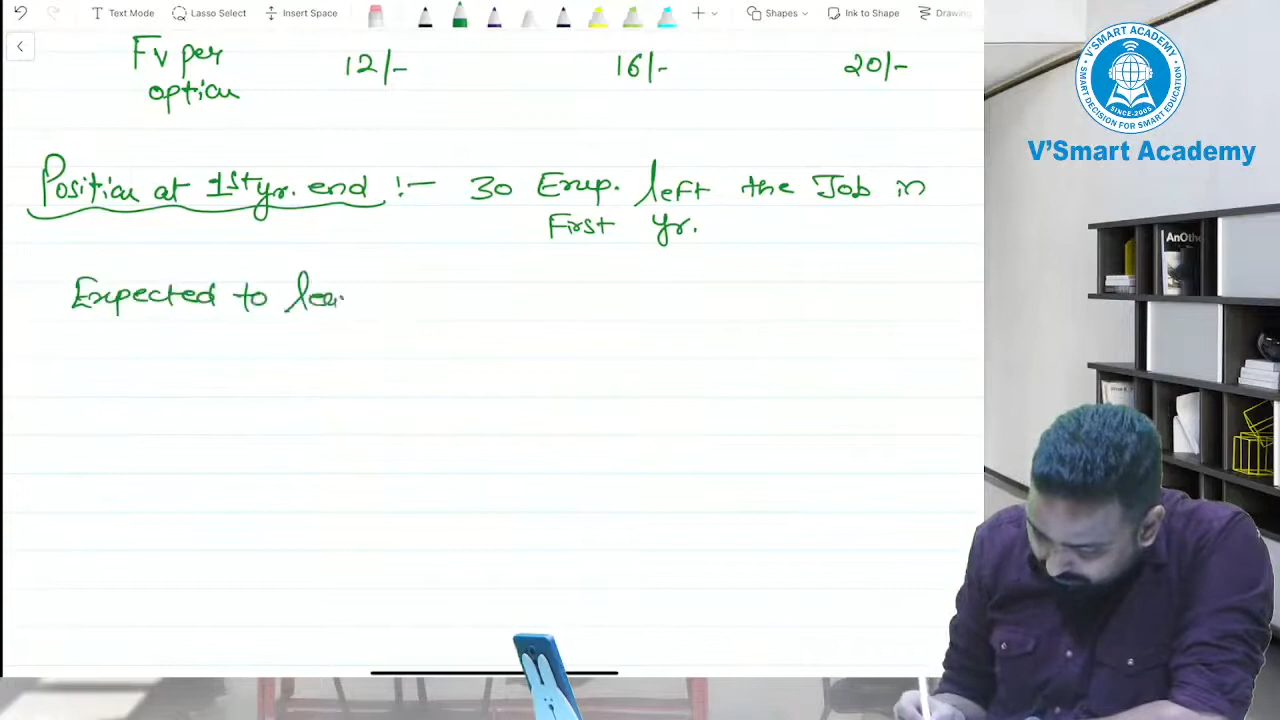 Text Mode Lasso Select Insert Space Shapes Ink to Shape Drawing
Fv per option 12/- 16/- 20/-
Position at 1st yr. end :- 30 Emp. left the Job in
First yr.
Expected to lea
V'SMART ACADEMY
SINCE-2005
SMART DECISION FOR SMART EDUCATION
V'Smart Academy
AnOthe